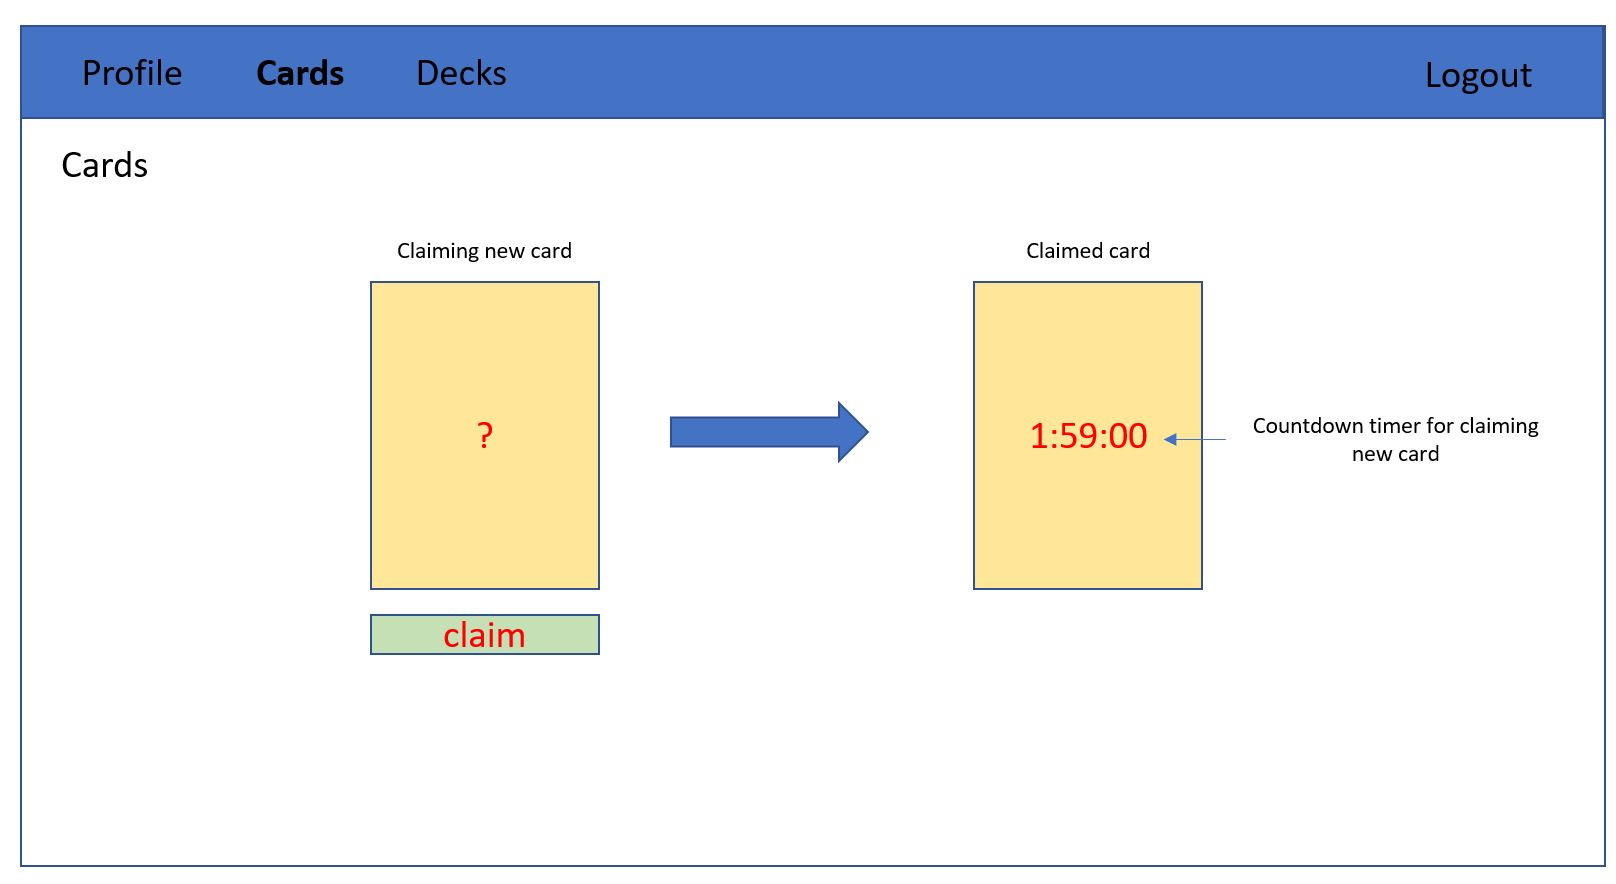 Profile Cards Decks Logout
Cards
Claiming new card
Claimed card
?
1:59:00
Countdown timer for claiming
new card
claim